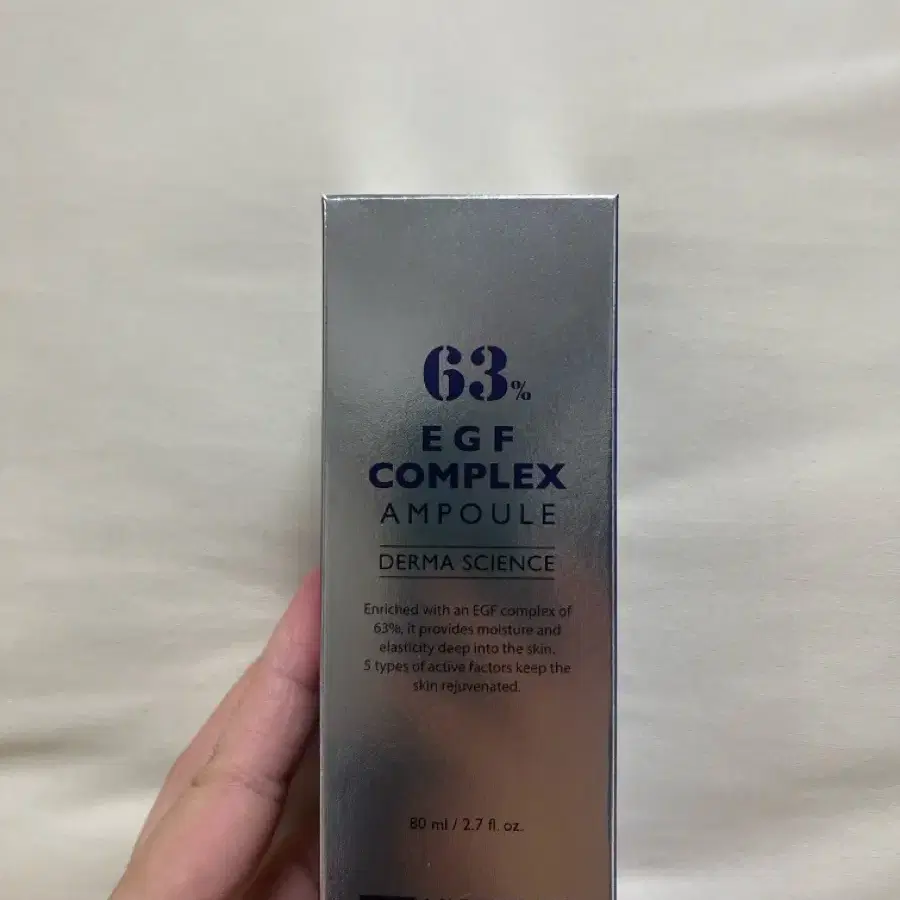 63%
EGF
COMPLEX
AMPOULE
DERMA SCIENCE
Enriched with an EGF complex of
63%, it provides moisture and
elasticity deep into the skin.
5 types of active factors keep the
skin rejuvenated.
80 ml / 2.7 fl. oz.